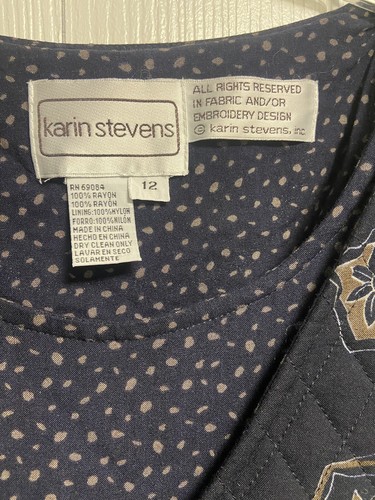 karin stevens
ALL RIGHTS RESERVED
IN FABRIC AND/OR
EMBROIDERY DESIGN
© karin stevens, inc
12
RN 69084
100% RAYON
100% RAYON
LINING:100%NYLON
FORRO:100%NILON
MADE IN CHINA
HECHO EN CHINA
DRY CLEAN ONLY
LAVAR EN SECO
SOLAMENTE